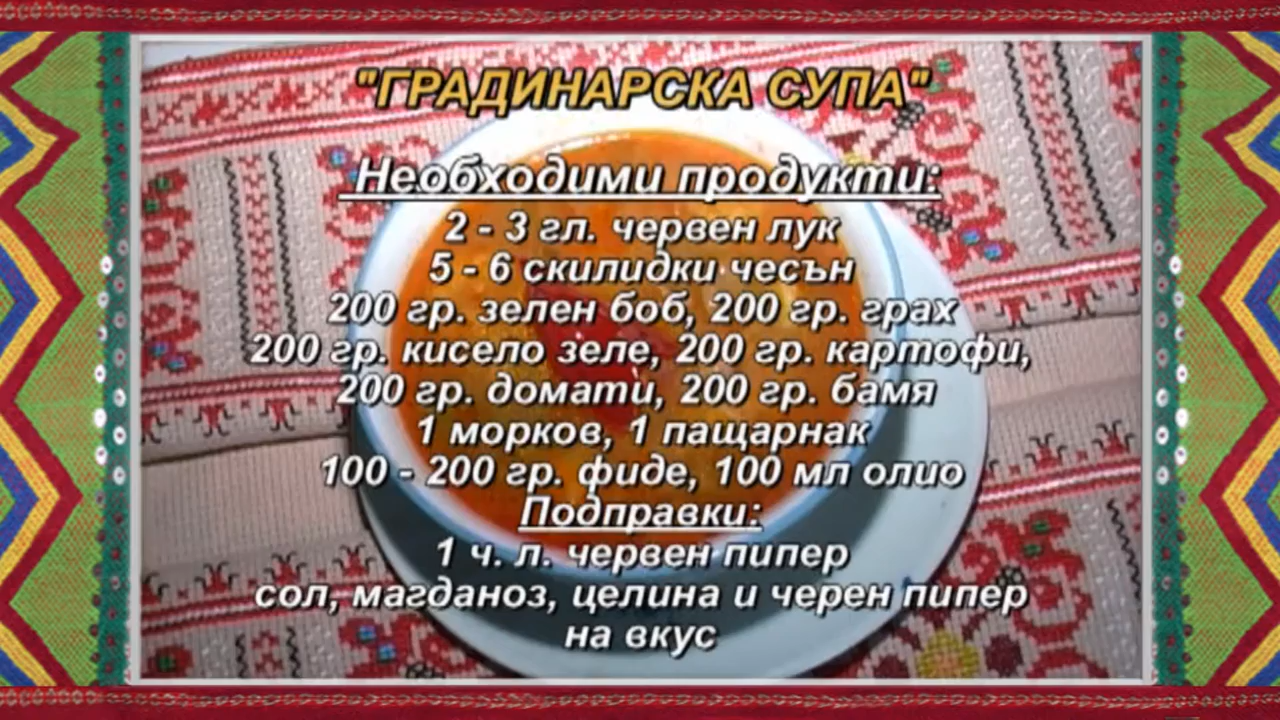 "ГРАДИНАРСКА СУПА"
Необходими продукти:
2 - 3 гл. червен лук
5 - 6 скилидки чесън
200 гр. зелен боб, 200 гр. грах
200 гр. кисело зеле, 200 гр. картофи,
200 гр. домати, 200 гр. бамя
1 морков, 1 пащарнак
100 - 200 гр. фиде, 100 мл олио
Подправки:
1 ч. л. червен пипер
сол, магданоз, целина и черен пипер
на вкус